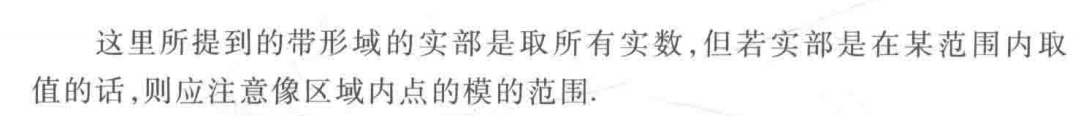 这里所提到的带形域的实部是取所有实数,但若实部是在某范围内取
值的话,则应注意像区域内点的模的范围.